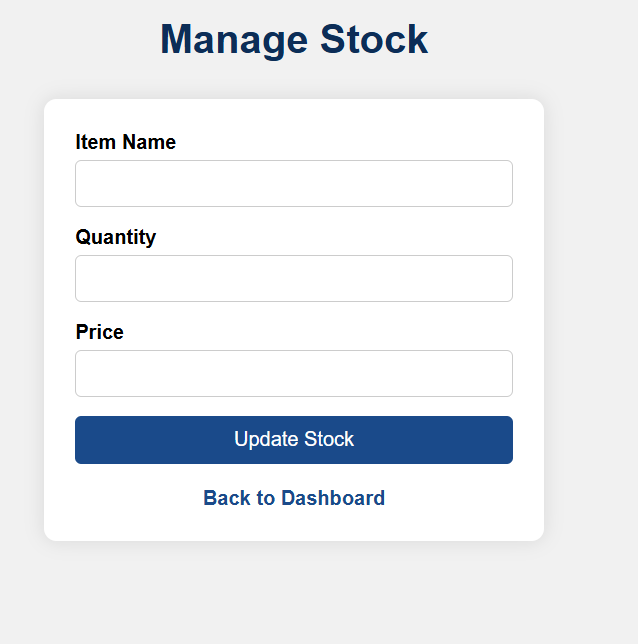 Manage Stock
Item Name
Quantity
Price
Update Stock
Back to Dashboard